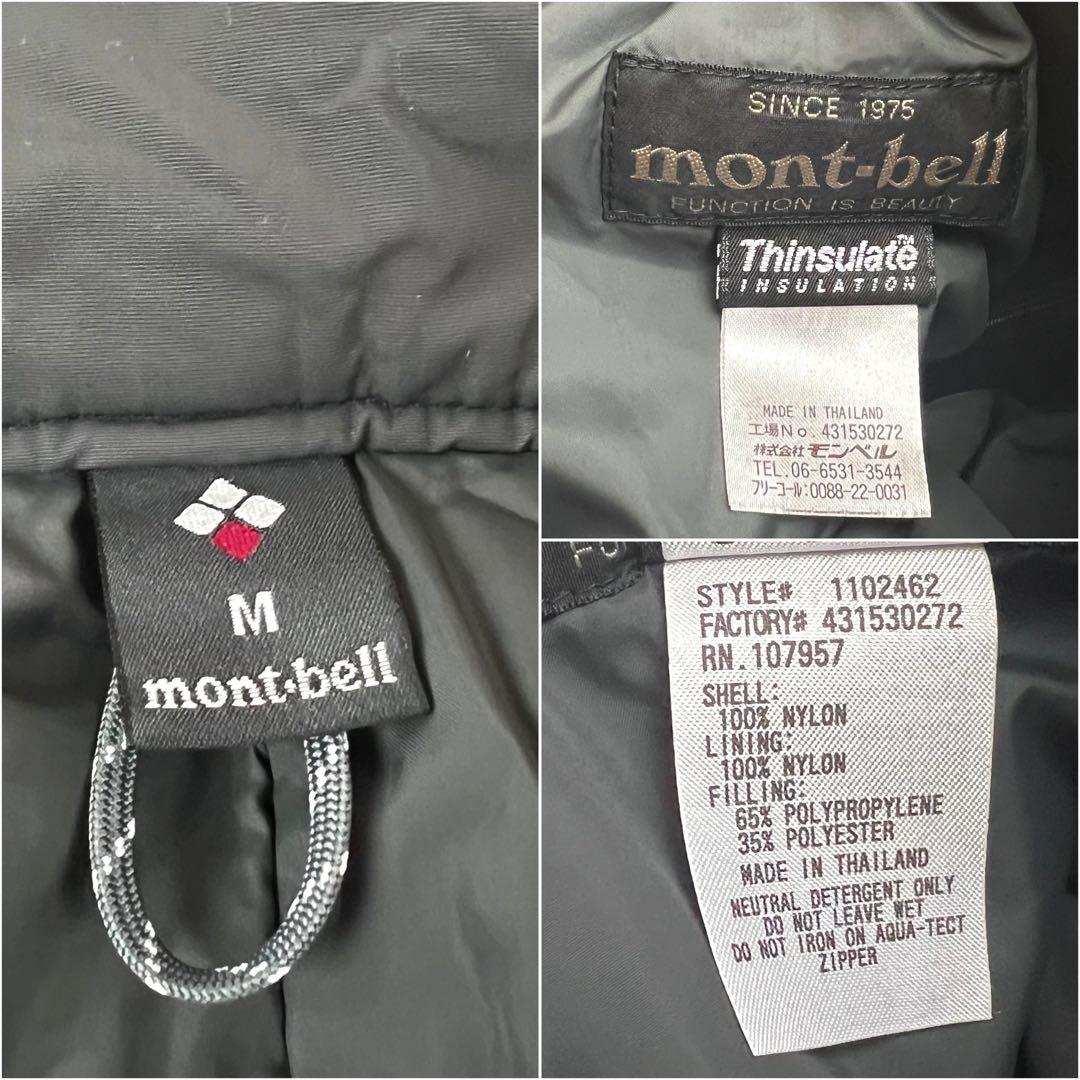 M
mont·bell
SINCE 1975
mont-bell
FUNCTION IS BEAUTY
Thinsulate™
INSULATION
MADE IN THAILAND
工場No. 431530272
株式会社モンベル
TEL.06-6531-3544
フリーコール:0088-22-0031
STYLE# 1102462
FACTORY# 431530272
RN.107957
SHELL:
100% NYLON
LINING:
100% NYLON
FILLING:
65% POLYPROPYLENE
35% POLYESTER
MADE IN THAILAND
NEUTRAL DETERGENT ONLY
DO NOT LEAVE WET
DO NOT IRON ON AQUA-TECT
ZIPPER